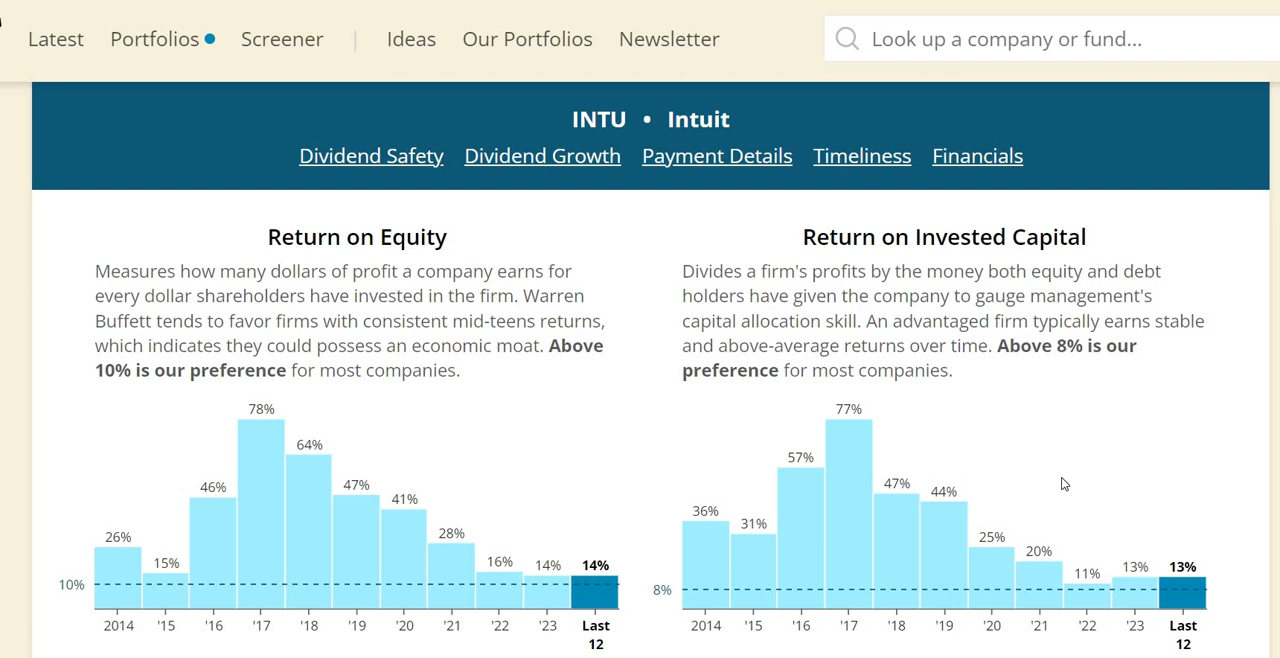 Latest Portfolios Screener | Ideas Our Portfolios Newsletter Look up a company or fund...
INTU • Intuit
Dividend Safety Dividend Growth Payment Details Timeliness Financials
Return on Equity
Measures how many dollars of profit a company earns for
every dollar shareholders have invested in the firm. Warren
Buffett tends to favor firms with consistent mid-teens returns,
which indicates they could possess an economic moat. Above
10% is our preference for most companies.
78%
64%
46%
47%
41%
26%
28%
15%
16%
14%
14%
10%
2014 '15 '16 '17 '18 '19 '20 '21 '22 '23 Last
12
Return on Invested Capital
Divides a firm's profits by the money both equity and debt
holders have given the company to gauge management's
capital allocation skill. An advantaged firm typically earns stable
and above-average returns over time. Above 8% is our
preference for most companies.
77%
57%
47%
44%
36%
31%
25%
20%
11%
13%
13%
8%
2014 '15 '16 '17 '18 '19 '20 '21 '22 '23 Last
12